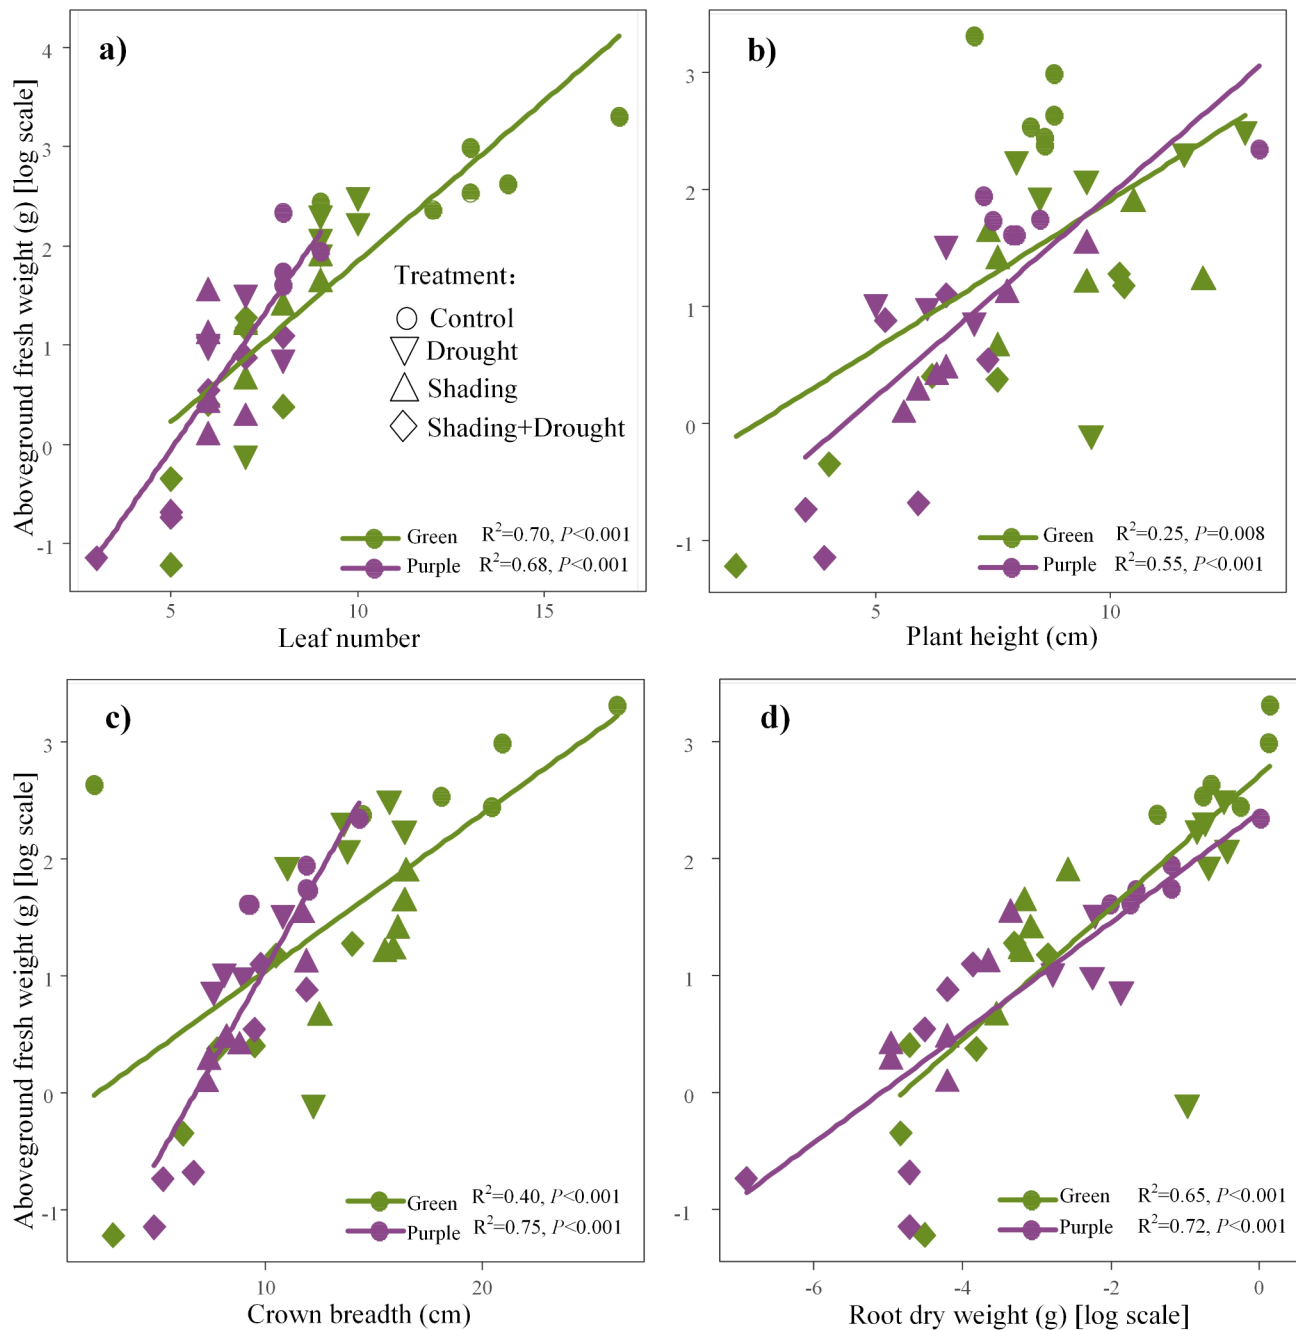 a)
Aboveground fresh weight (g) [log scale]
4
3
2
1
0
-1
Treatment:
Control
Drought
Shading
Shading+Drought
Green R²=0.70, P<0.001
Purple R²=0.68, P<0.001
5 10 15
Leaf number
b)
3
2
1
0
-1
Green R²=0.25, P=0.008
Purple R²=0.55, P<0.001
5 10
Plant height (cm)
c)
Aboveground fresh weight (g) [log scale]
3
2
1
0
-1
Green R²=0.40, P<0.001
Purple R²=0.75, P<0.001
10 20
Crown breadth (cm)
d)
3
2
1
0
-1
Green R²=0.65, P<0.001
Purple R²=0.72, P<0.001
-6 -4 -2 0
Root dry weight (g) [log scale]